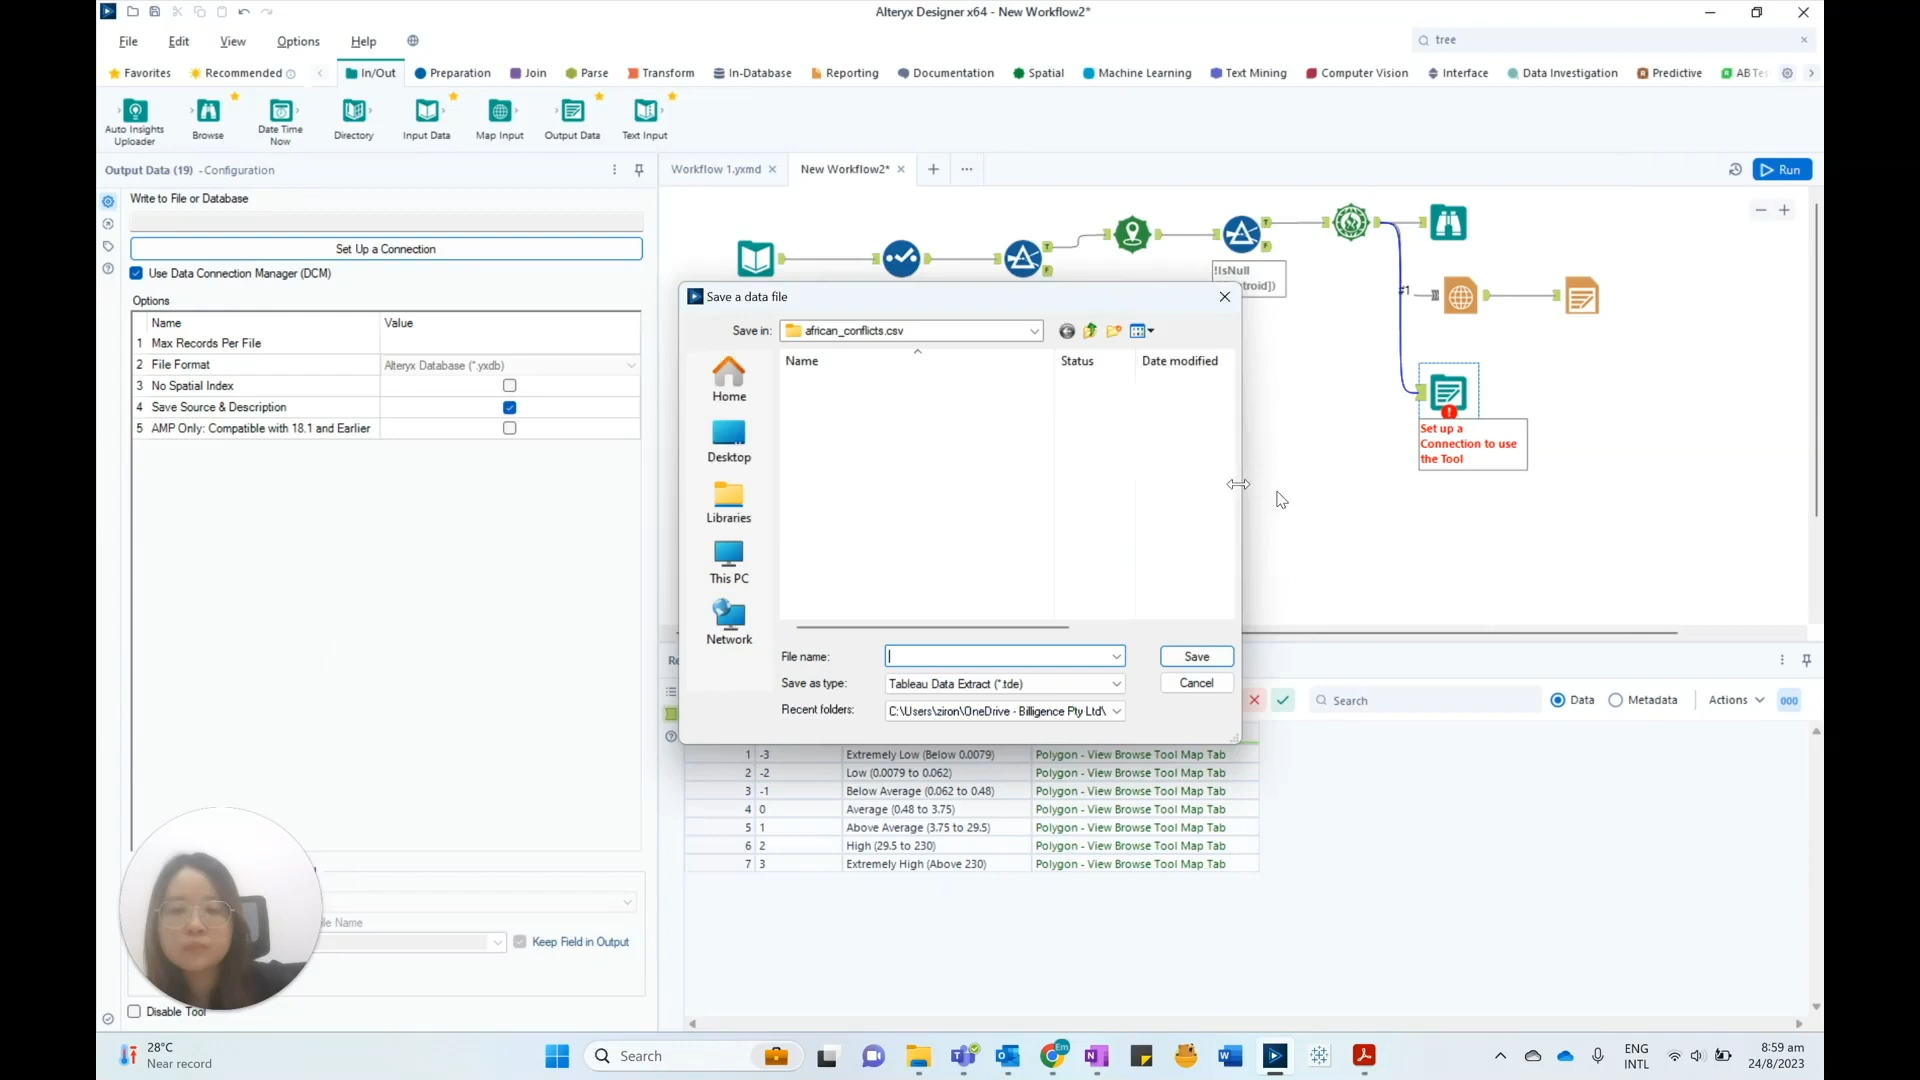 Alteryx Designer x64 - New Workflow2*
File Edit View Options Help
tree
Favorites Recommended In/Out Preparation Join Parse Transform In-Database Reporting Documentation Spatial Machine Learning Text Mining Computer Vision Interface Data Investigation Predictive AB Tes
Auto Insights
Uploader
Browse
Date Time
Now
Directory
Input Data
Map Input
Output Data
Text Input
Output Data (19) - Configuration
Workflow 1.yxmd
New Workflow2*
Run
Write to File or Database
Set Up a Connection
Use Data Connection Manager (DCM)
Options
Name Value
1 Max Records Per File
2 File Format Alteryx Database (*.yxdb)
3 No Spatial Index
4 Save Source & Description
5 AMP Only: Compatible with 18.1 and Earlier
T
F
T
F
!IsNull
troid])
#1
Set up a
Connection to use
the Tool
Save a data file
Save in: african_conflicts.csv
Name Status Date modified
Home
Desktop
Libraries
This PC
Network
File name:
Save
Save as type: Tableau Data Extract (*.tde)
Cancel
Recent folders: C:\Users\ziron\OneDrive - Billigence Pty Ltd\
Re
Search
Data
Metadata
Actions
000
1 -3 Extremely Low (Below 0.0079) Polygon - View Browse Tool Map Tab
2 -2 Low (0.0079 to 0.062) Polygon - View Browse Tool Map Tab
3 -1 Below Average (0.062 to 0.48) Polygon - View Browse Tool Map Tab
4 0 Average (0.48 to 3.75) Polygon - View Browse Tool Map Tab
5 1 Above Average (3.75 to 29.5) Polygon - View Browse Tool Map Tab
6 2 High (29.5 to 230) Polygon - View Browse Tool Map Tab
7 3 Extremely High (Above 230) Polygon - View Browse Tool Map Tab
ile Name
Keep Field in Output
Disable Tool
28°C
Near record
Search
Em
ENG
INTL
8:59 am
24/8/2023